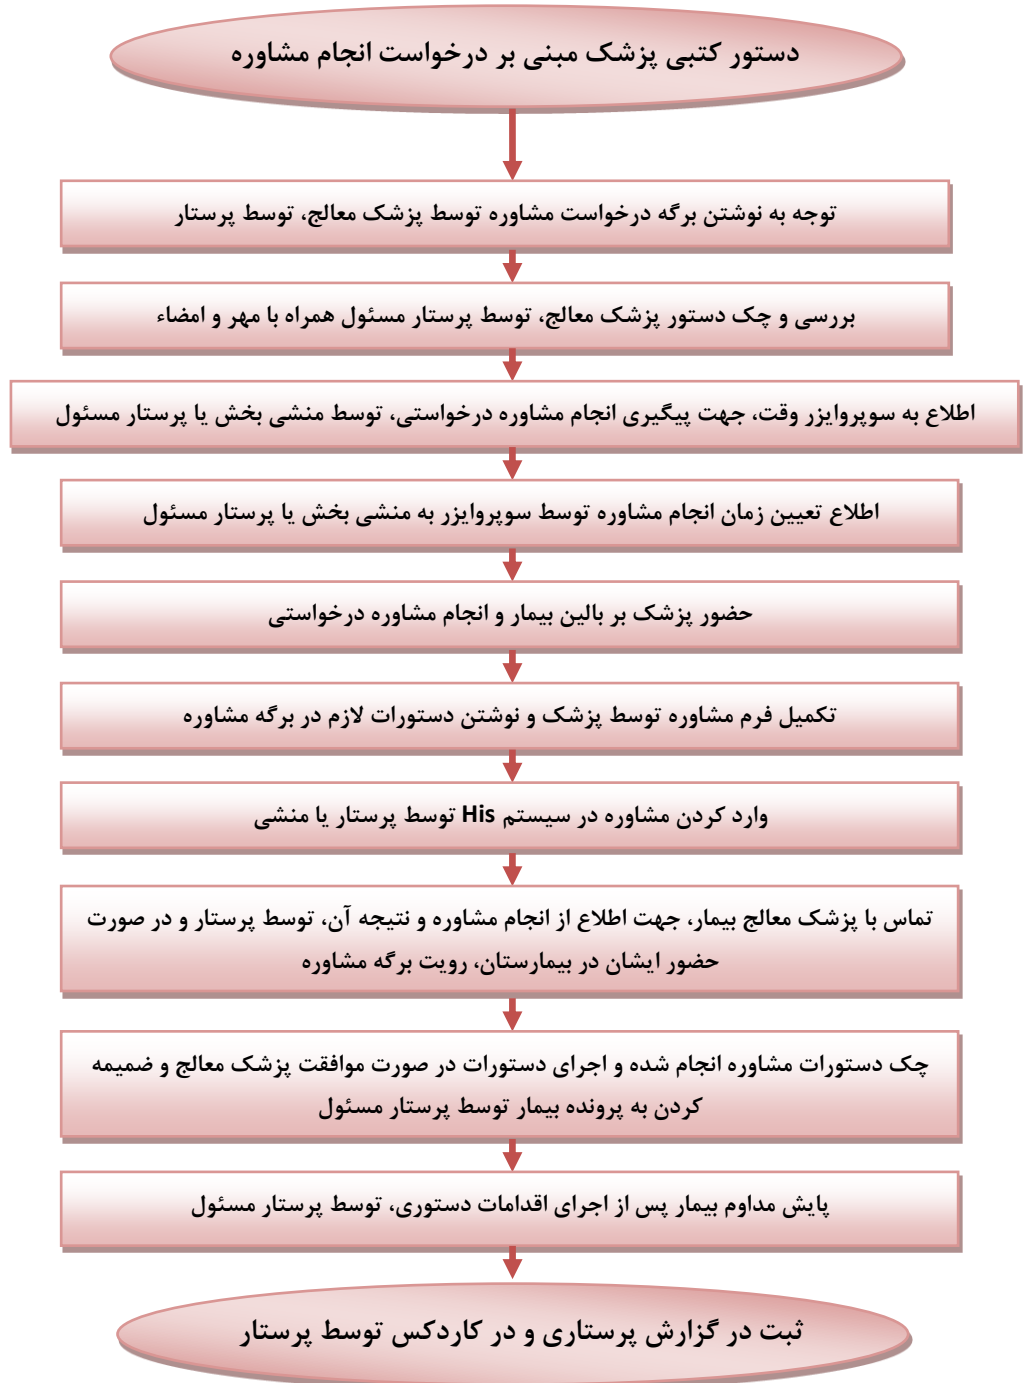 دستور کتبی پزشک مبنی بر درخواست انجام مشاوره
توجه به نوشتن برگه درخواست مشاوره توسط پزشک معالج، توسط پرستار
بررسی و چک دستور پزشک معالج، توسط پرستار مسئول همراه با مهر و امضاء
اطلاع به سوپروایزر وقت، جهت پیگیری انجام مشاوره درخواستی، توسط منشی بخش یا پرستار مسئول
اطلاع تعیین زمان انجام مشاوره توسط سوپروایزر به منشی بخش یا پرستار مسئول
حضور پزشک بر بالین بیمار و انجام مشاوره درخواستی
تکمیل فرم مشاوره توسط پزشک و نوشتن دستورات لازم در برگه مشاوره
وارد کردن مشاوره در سیستم His توسط پرستار یا منشی
تماس با پزشک معالج بیمار، جهت اطلاع از انجام مشاوره و نتیجه آن، توسط پرستار و در صورت
حضور ایشان در بیمارستان، رویت برگه مشاوره
چک دستورات مشاوره انجام شده و اجرای دستورات در صورت موافقت پزشک معالج و ضمیمه
کردن به پرونده بیمار توسط پرستار مسئول
پایش مداوم بیمار پس از اجرای اقدامات دستوری، توسط پرستار مسئول
ثبت در گزارش پرستاری و در کاردکس توسط پرستار